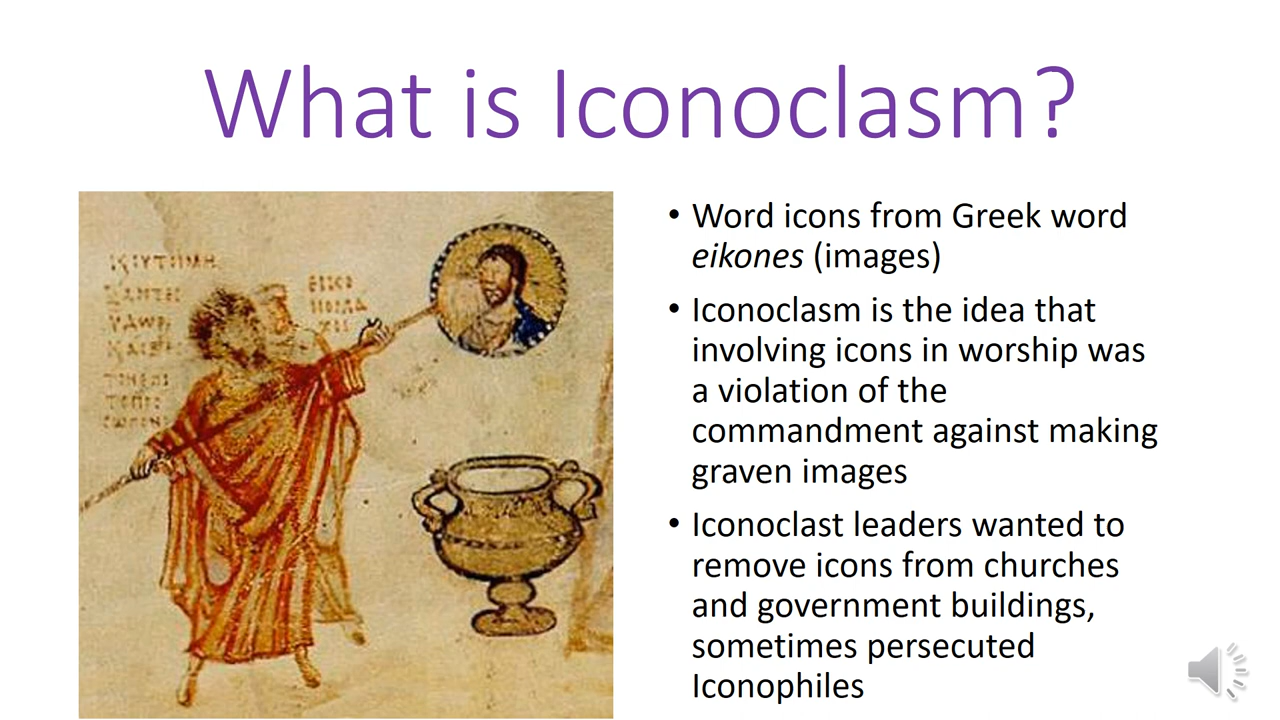 What is Iconoclasm?
• Word icons from Greek word
eikones (images)
• Iconoclasm is the idea that
involving icons in worship was
a violation of the
commandment against making
graven images
• Iconoclast leaders wanted to
remove icons from churches
and government buildings,
sometimes persecuted
Iconophiles